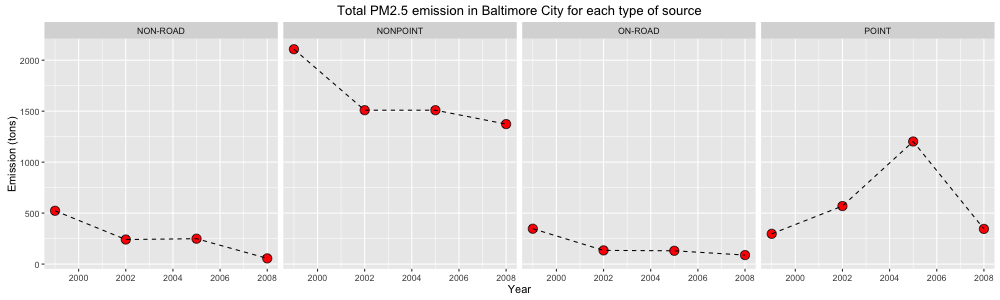 Total PM2.5 emission in Baltimore City for each type of source
NON-ROAD NONPOINT ON-ROAD POINT
Emission (tons)
2000
1500
1000
500
0
2000 2002 2004 2006 2008 2000 2002 2004 2006 2008 2000 2002 2004 2006 2008 2000 2002 2004 2006 2008
Year